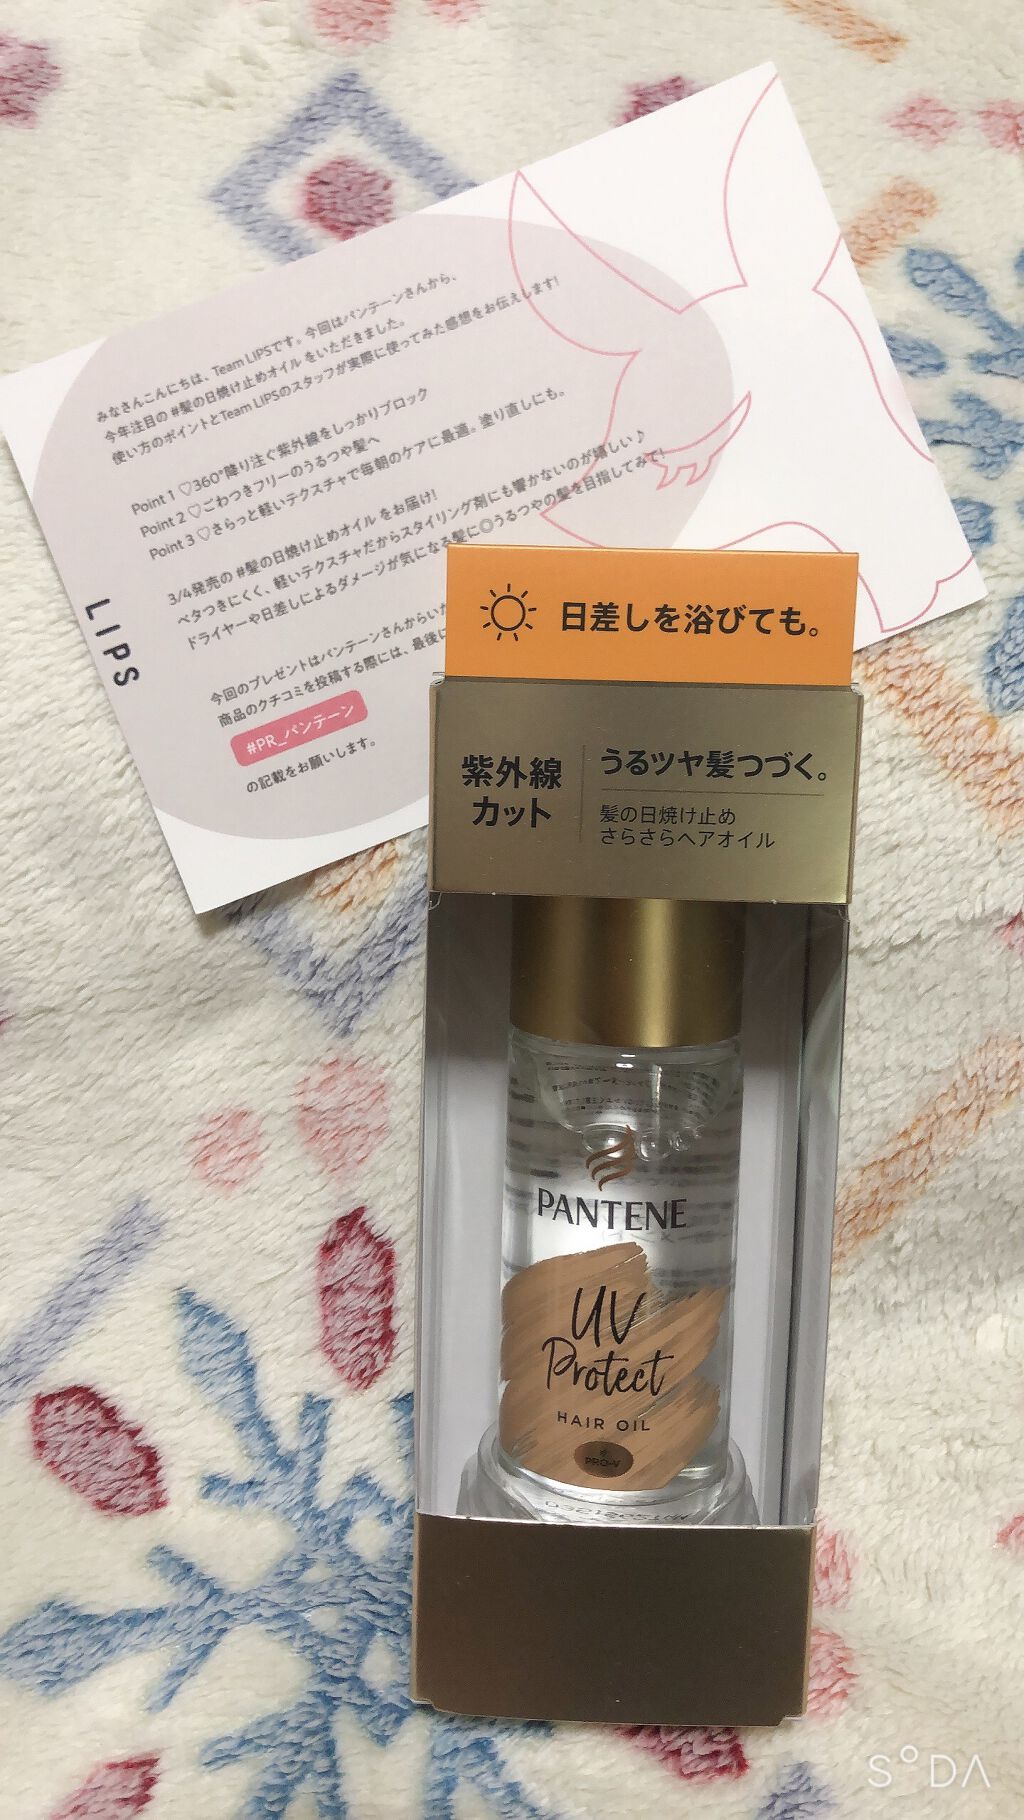 みなさんこんにちは、Team LIPSです。今回はパンテーンさんから、
今年注目の #髪の日焼け止めオイル をいただきました。
使い方のポイントとTeam LIPSのスタッフが実際に使ってみた感想をお伝えします!
Point 1 ♡360°降り注ぐ紫外線をしっかりブロック
Point 2 ♡ごわつきフリーのうるつや髪へ
Point 3 ♡さらっと軽いテクスチャで毎朝のケアに最適。塗り直しにも。
3/4発売の #髪の日焼け止めオイル をお届け!
ベタつきにくく、軽いテクスチャだからスタイリング剤にも響かないのが嬉しい♪
ドライヤーや日差しによるダメージが気になる髪に◎うるつやの髪を目指してみて!
今回のプレゼントはパンテーンさんからいた
商品のクチコミを投稿する際には、最後に
#PR_パンテーン
の記載をお願いします。
LIPS
日差しを浴びても。
紫外線
カット
うるツヤ髪つづく。
髪の日焼け止め
さらさらヘアオイル
PANTENE
UV
Protect
HAIR OIL
PRO-V
SODA